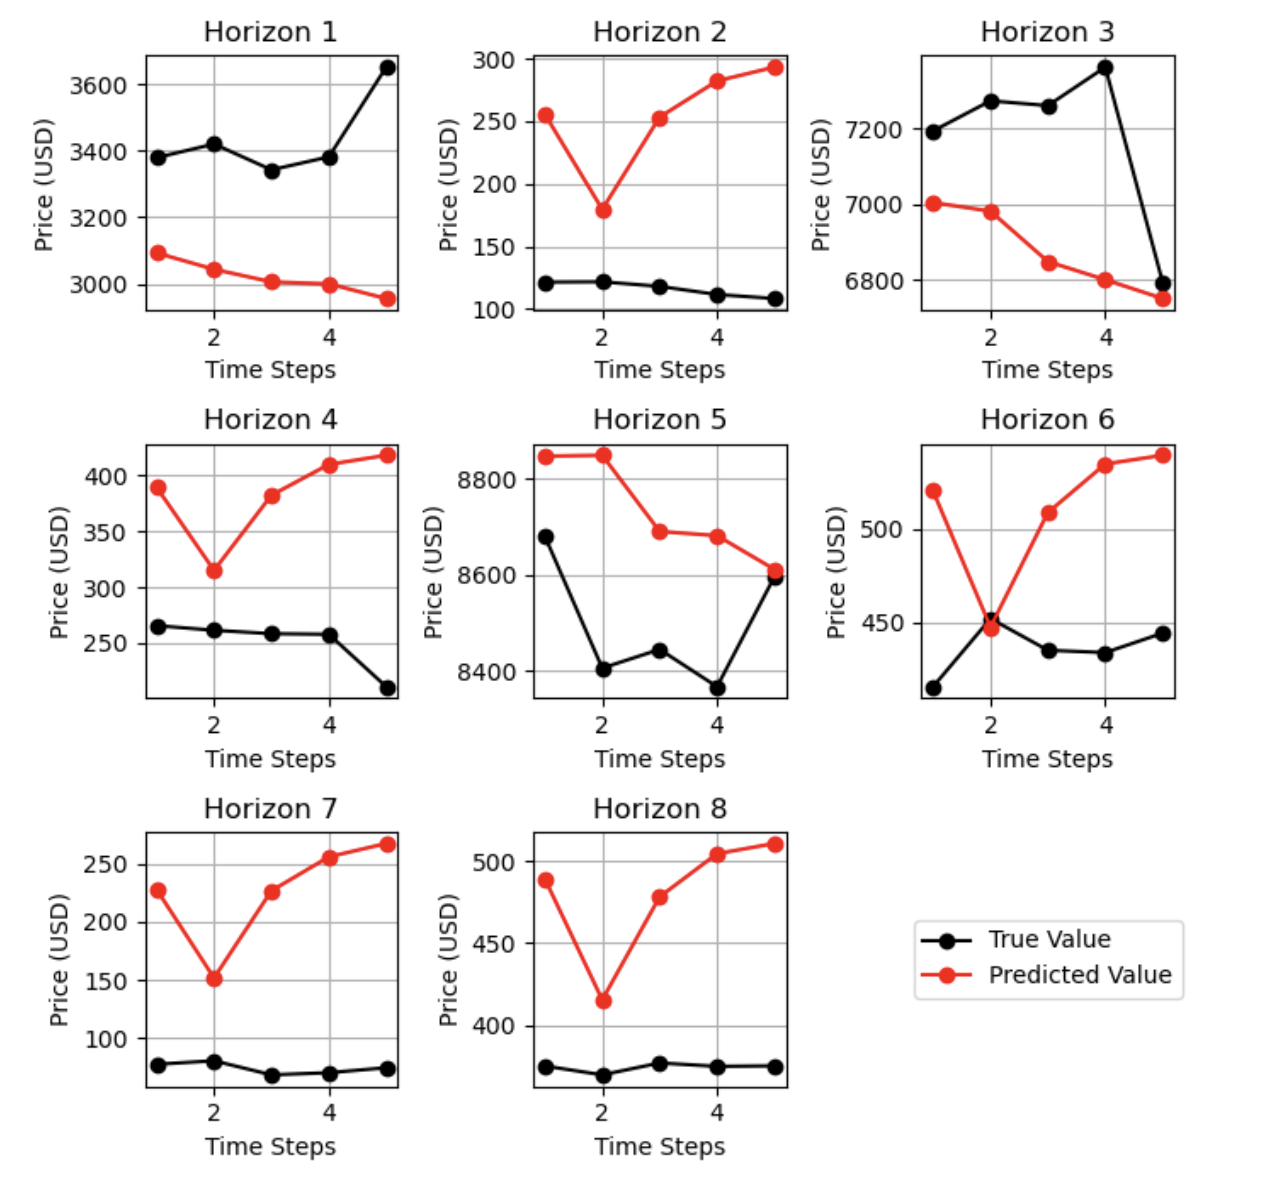 Horizon 1
Price (USD)
3600
3400
3200
3000
2
4
Time Steps
Horizon 2
Price (USD)
300
250
200
150
100
2
4
Time Steps
Horizon 3
Price (USD)
7200
7000
6800
2
4
Time Steps
Horizon 4
Price (USD)
400
350
300
250
2
4
Time Steps
Horizon 5
Price (USD)
8800
8600
8400
2
4
Time Steps
Horizon 6
Price (USD)
500
450
2
4
Time Steps
Horizon 7
Price (USD)
250
200
150
100
2
4
Time Steps
Horizon 8
Price (USD)
500
450
400
2
4
Time Steps
True Value
Predicted Value